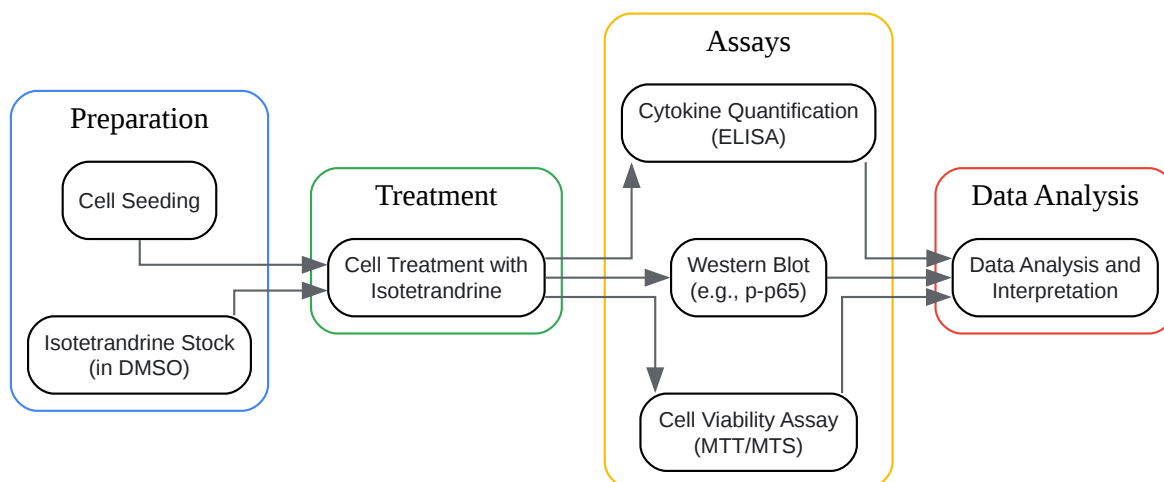 Preparation
Cell Seeding
Isotetrandrine Stock
(in DMSO)
Treatment
Cell Treatment with
Isotetrandrine
Assays
Cytokine Quantification
(ELISA)
Western Blot
(e.g., p-p65)
Cell Viability Assay
(MTT/MTS)
Data Analysis
Data Analysis and
Interpretation